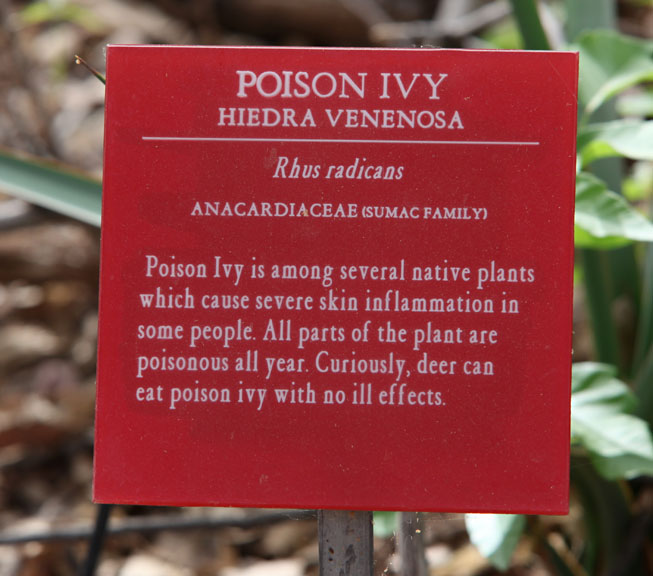 POISON IVY
HIEDRA VENENOSA
Rhus radicans
ANACARDIACEAE (SUMAC FAMILY)
Poison Ivy is among several native plants
which cause severe skin inflammation in
some people. All parts of the plant are
poisonous all year. Curiously, deer can
eat poison ivy with no ill effects.